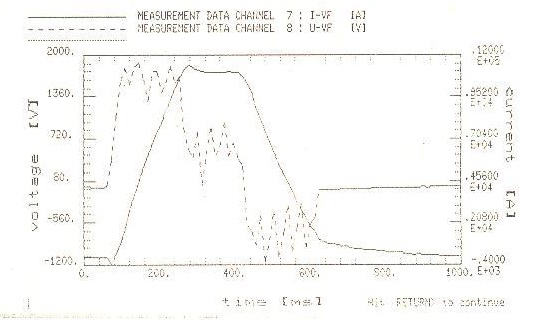 MEASUREMENT DATA CHANNEL 7 : I-VF [A]
MEASUREMENT DATA CHANNEL 8 : U-VF [V]
2000.
1360.
720.
80.
-560.
-1200.
voltage [V]
.12000 E+05
.95200 E+04
.70400 E+04
.45600 E+04
.20800 E+04
-.4000 E+03
current [A]
0. 200. 400. 600. 800. 1000.
time [ms]
Hit RETURN? to continue